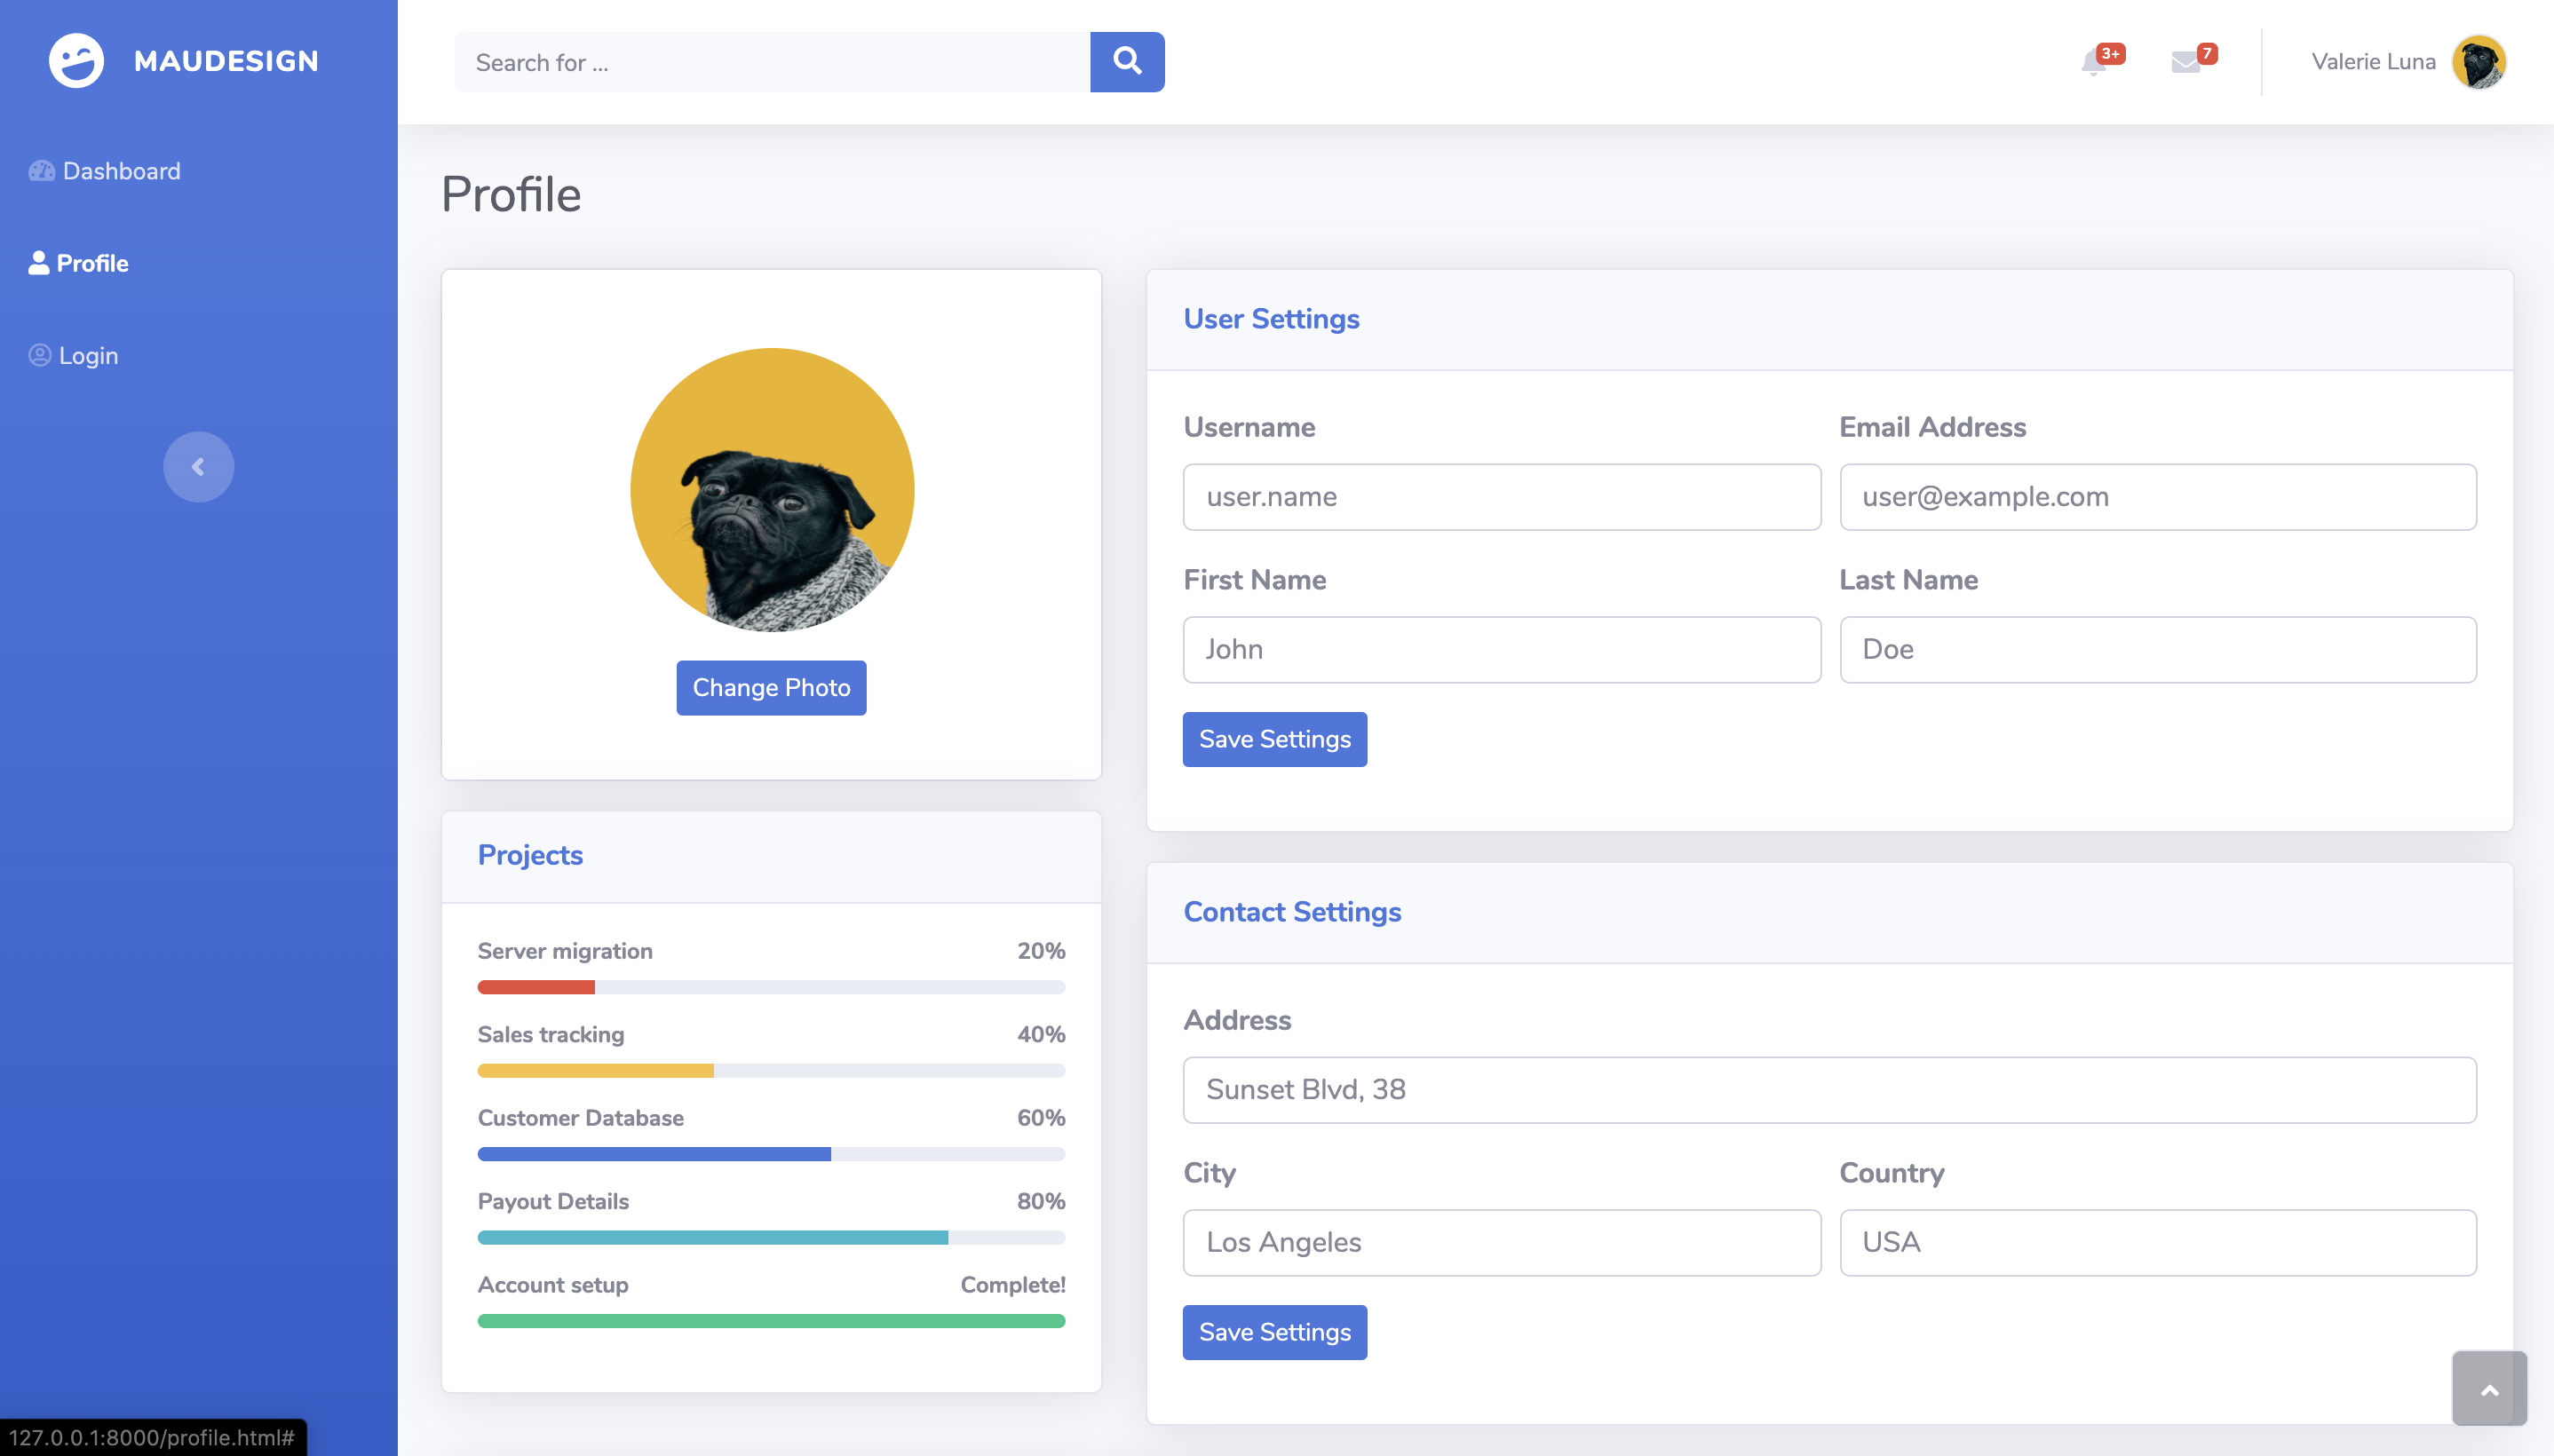 MAUDESIGN
Dashboard
Profile
Login
Search for ...
3+
7
Valerie Luna
Profile
Change Photo
Projects
Server migration 20%
Sales tracking 40%
Customer Database 60%
Payout Details 80%
Account setup Complete!
User Settings
Username Email Address
user.name user@example.com
First Name Last Name
John Doe
Save Settings
Contact Settings
Address
Sunset Blvd, 38
City Country
Los Angeles USA
Save Settings
127.0.0.1:8000/profile.html#